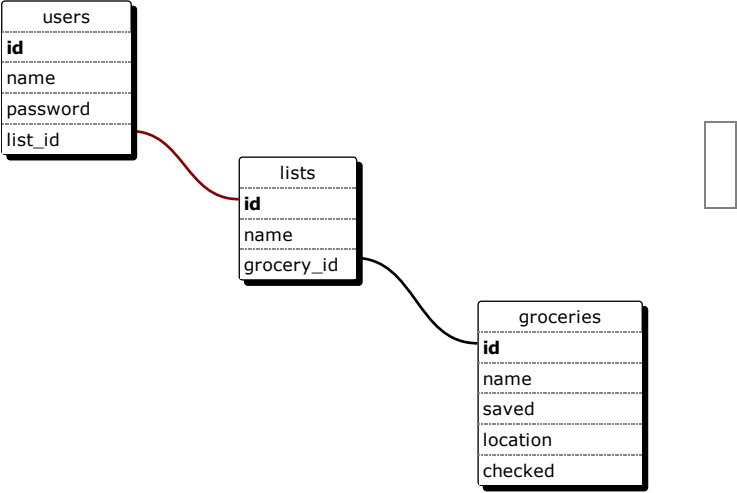 users
id
name
password
list_id
lists
id
name
grocery_id
groceries
id
name
saved
location
checked